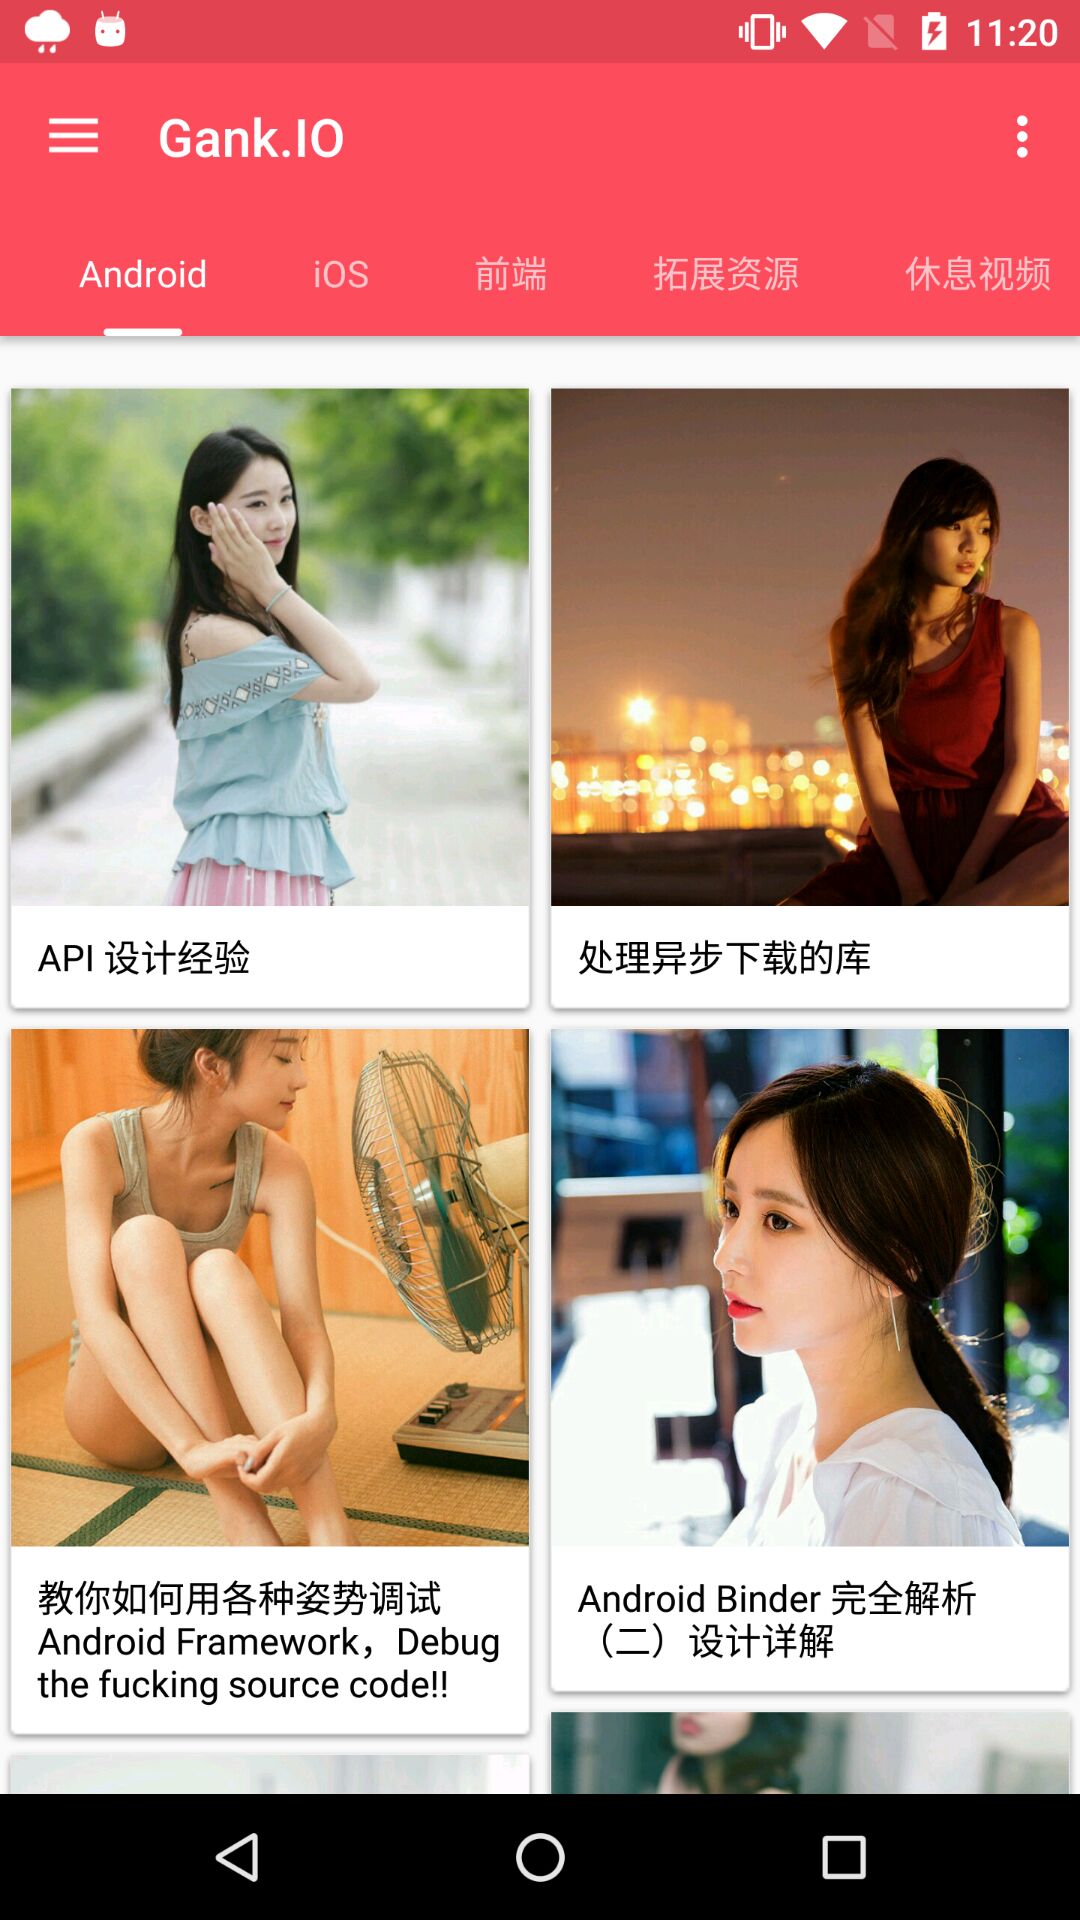 11:20
Gank.IO
Android iOS 前端 拓展资源 休息视频
API 设计经验
处理异步下载的库
教你如何用各种姿势调试
Android Framework，Debug
the fucking source code!!
Android Binder 完全解析
（二）设计详解